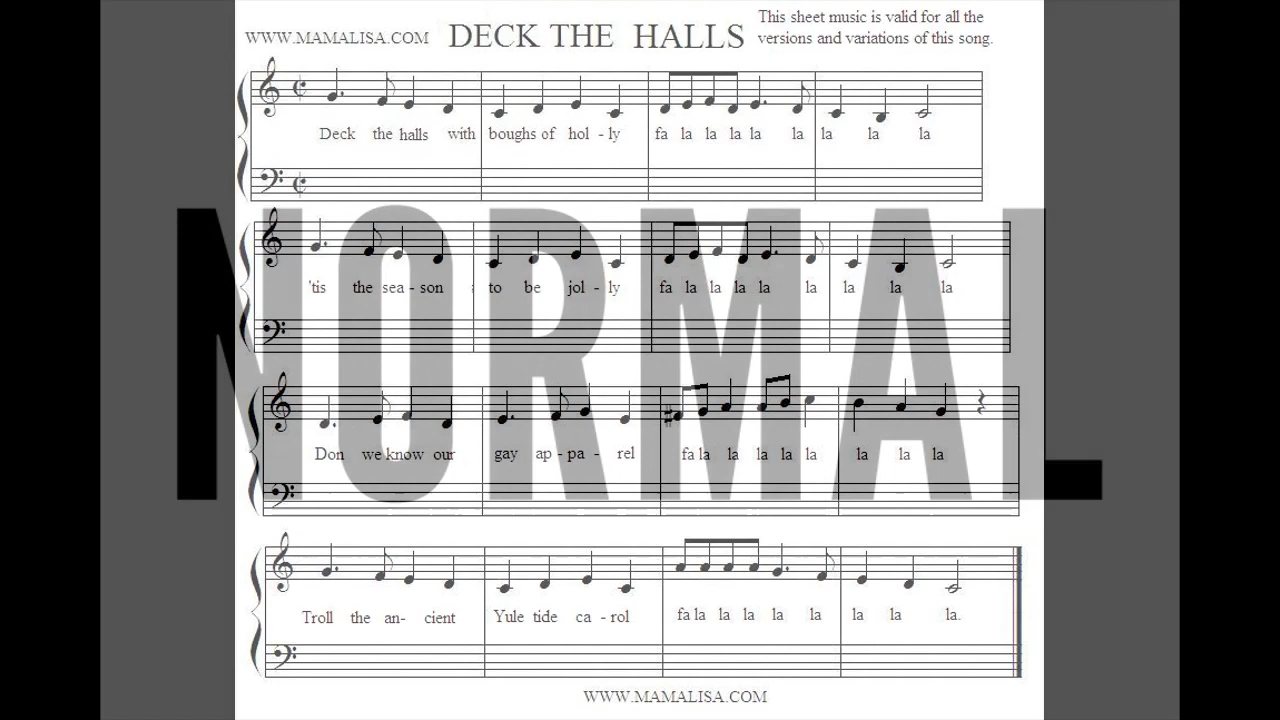 WWW.MAMALISA.COM DECK THE HALLS This sheet music is valid for all the
versions and variations of this song.
Deck the halls with boughs of hol - ly fa la la la la la la la la
NORMAL
'tis the sea - son to be jol - ly fa la la la la la la la la
Don we know our gay ap - pa - rel fa la la la la la la la la
Troll the an- cient Yule tide ca - rol fa la la la la la la la la.
WWW.MAMALISA.COM